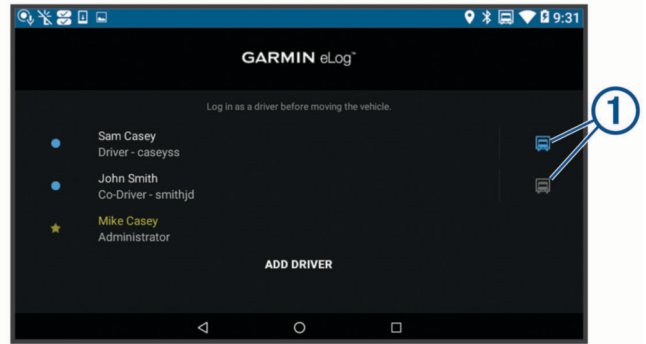 9:31
GARMIN eLog™
Log in as a driver before moving the vehicle.
Sam Casey
Driver - caseyss
John Smith
Co-Driver - smithjd
Mike Casey
Administrator
ADD DRIVER
1